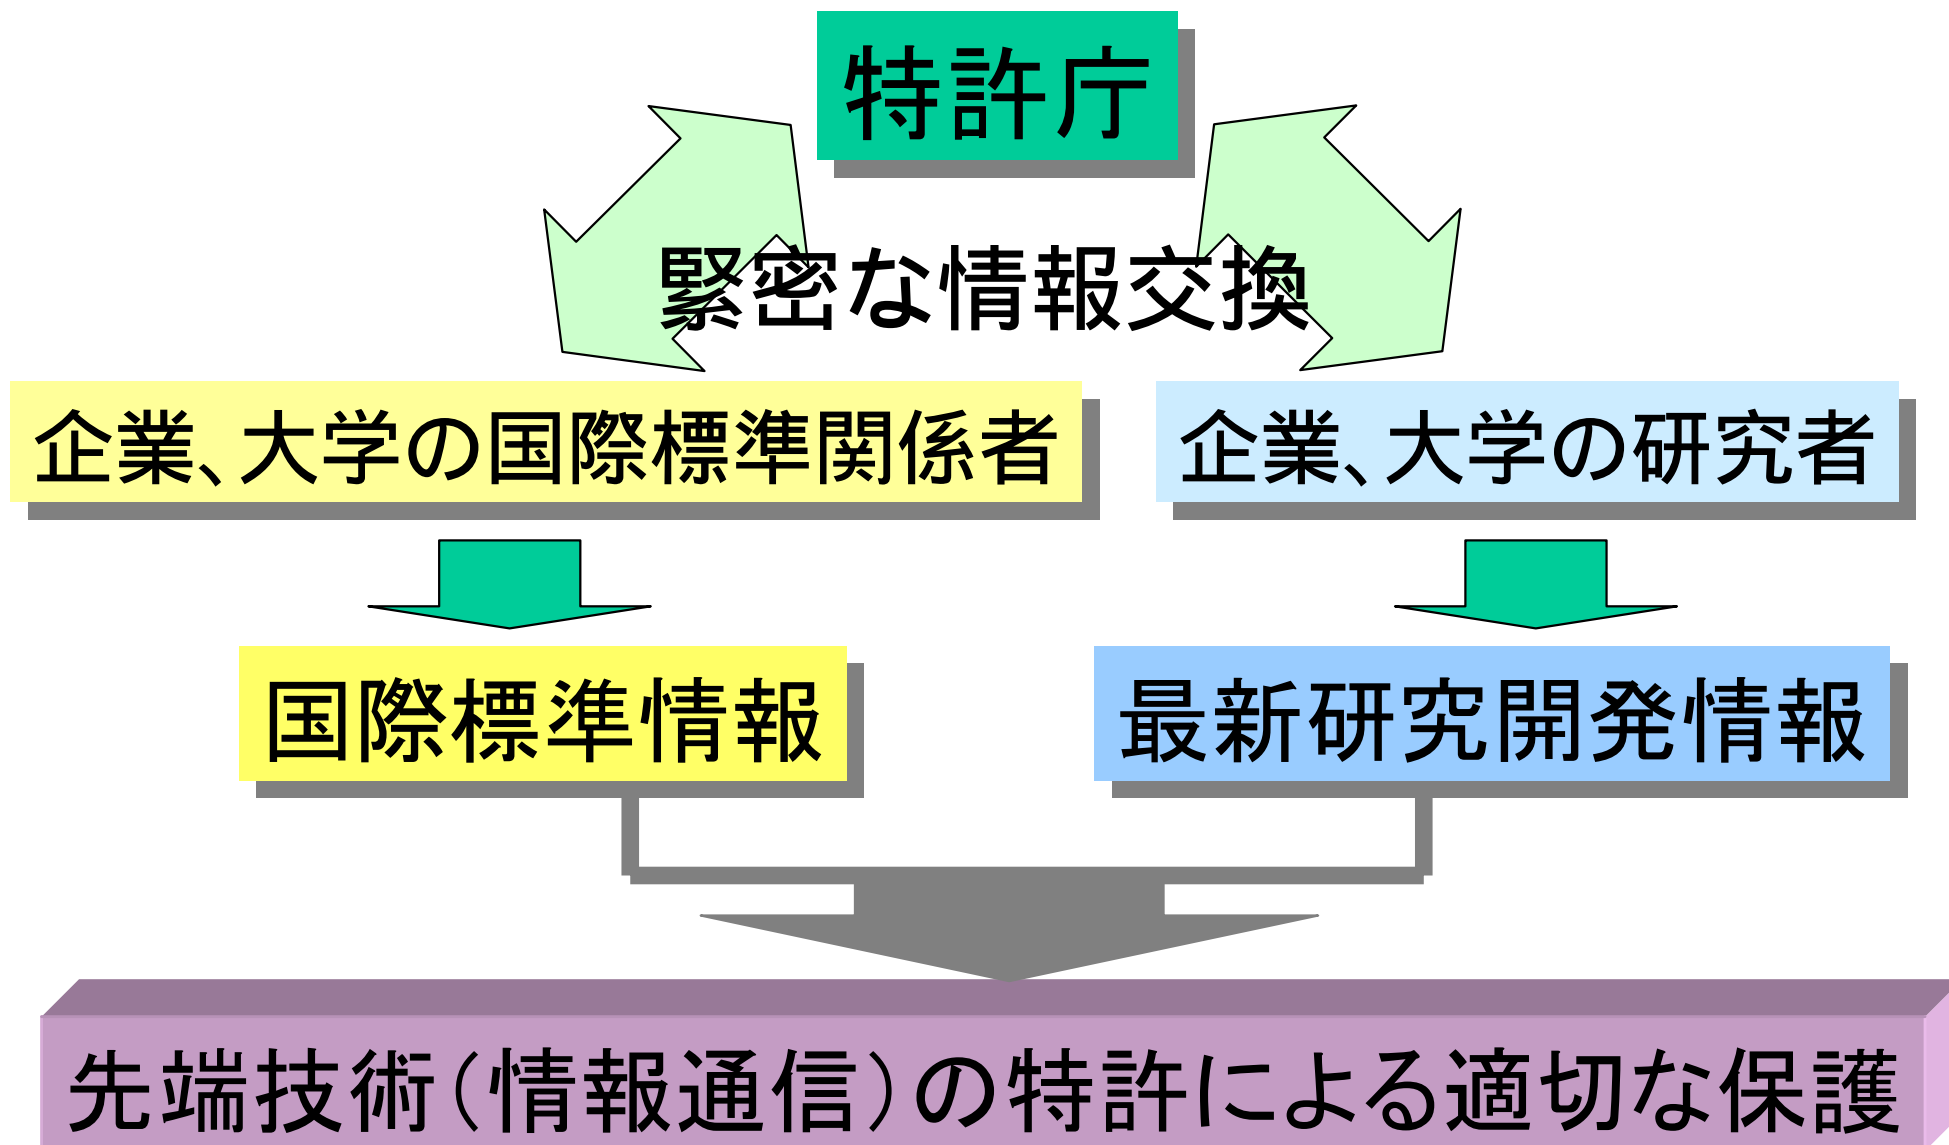 特許庁
緊密な情報交換
企業、大学の国際標準関係者
企業、大学の研究者
国際標準情報
最新研究開発情報
先端技術（情報通信）の特許による適切な保護